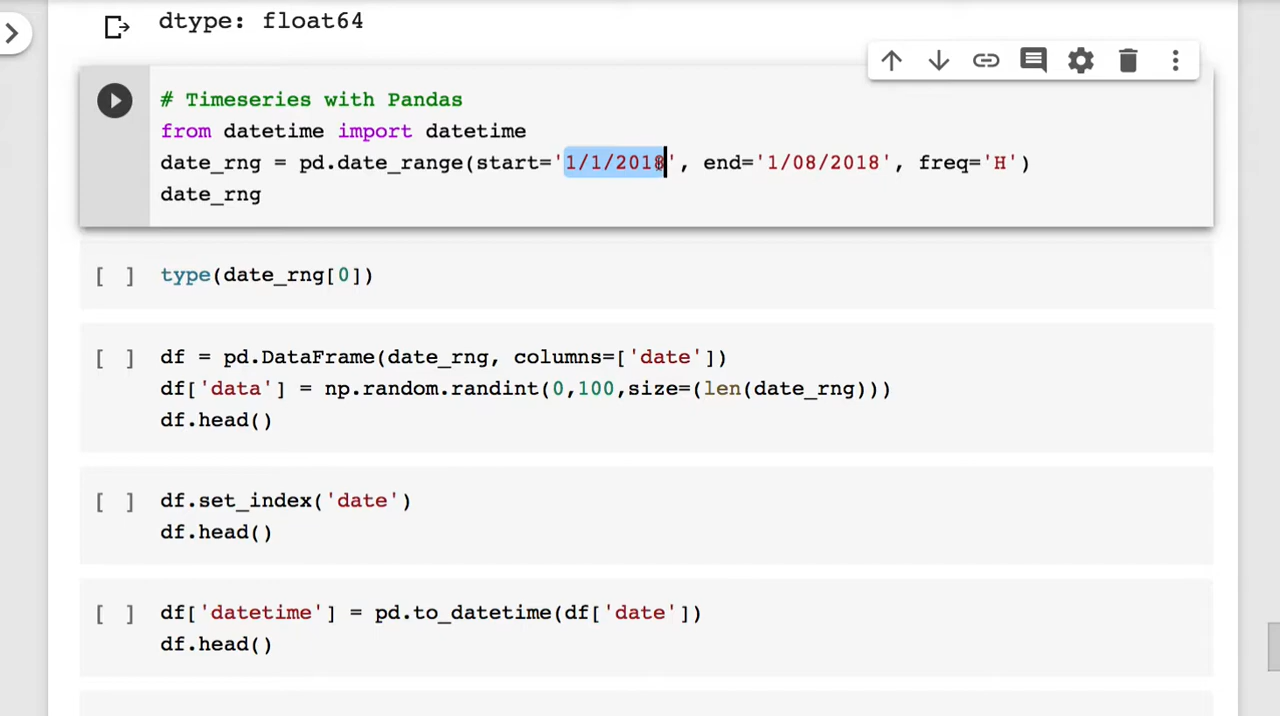 dtype: float64
# Timeseries with Pandas
from datetime import datetime
date_rng = pd.date_range(start='1/1/2018', end='1/08/2018', freq='H')
date_rng
[ ] type(date_rng[0])
[ ] df = pd.DataFrame(date_rng, columns=['date'])
df['data'] = np.random.randint(0,100,size=(len(date_rng)))
df.head()
[ ] df.set_index('date')
df.head()
[ ] df['datetime'] = pd.to_datetime(df['date'])
df.head()